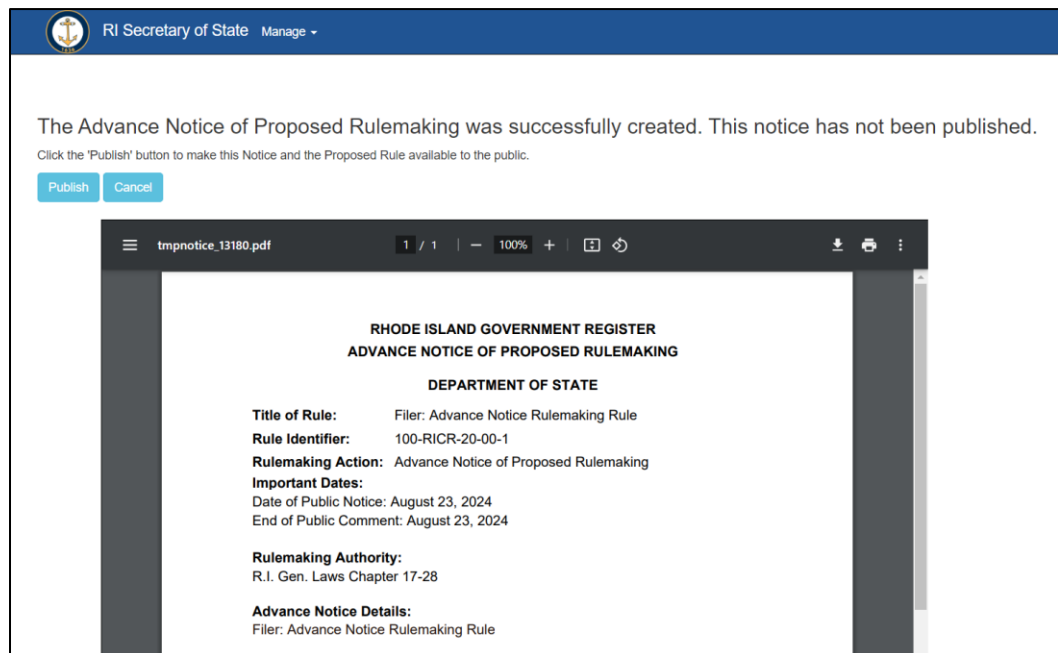 RI Secretary of State Manage
The Advance Notice of Proposed Rulemaking was successfully created. This notice has not been published.
Click the 'Publish' button to make this Notice and the Proposed Rule available to the public.
Publish Cancel
tmpnotice_13180.pdf 1 / 1 100%
RHODE ISLAND GOVERNMENT REGISTER
ADVANCE NOTICE OF PROPOSED RULEMAKING
DEPARTMENT OF STATE
Title of Rule: Filer: Advance Notice Rulemaking Rule
Rule Identifier: 100-RICR-20-00-1
Rulemaking Action: Advance Notice of Proposed Rulemaking
Important Dates:
Date of Public Notice: August 23, 2024
End of Public Comment: August 23, 2024
Rulemaking Authority:
R.I. Gen. Laws Chapter 17-28
Advance Notice Details:
Filer: Advance Notice Rulemaking Rule